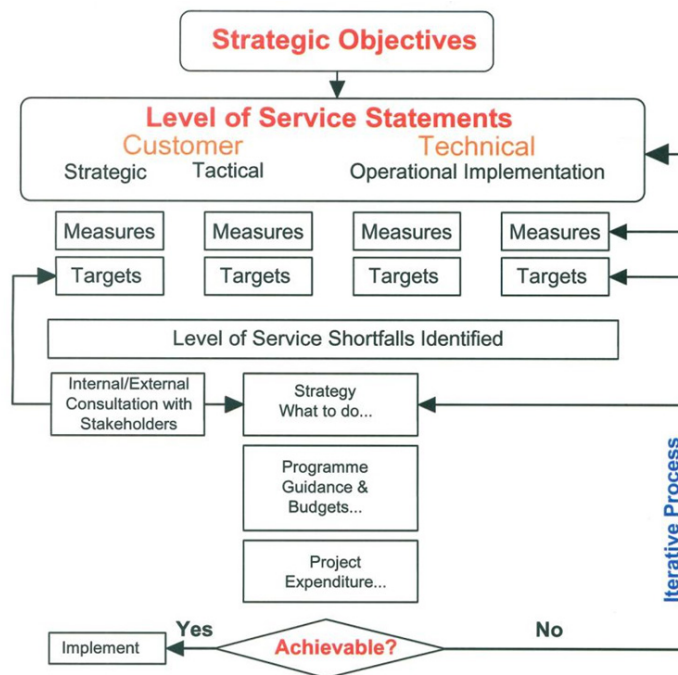 Strategic Objectives
Level of Service Statements
Customer Technical
Strategic Tactical Operational Implementation
Measures Measures Measures Measures
Targets Targets Targets Targets
Level of Service Shortfalls Identified
Internal/External
Consultation with
Stakeholders
Strategy
What to do...
Programme
Guidance &
Budgets...
Project
Expenditure...
Iterative Process
Yes Achievable? No
Implement